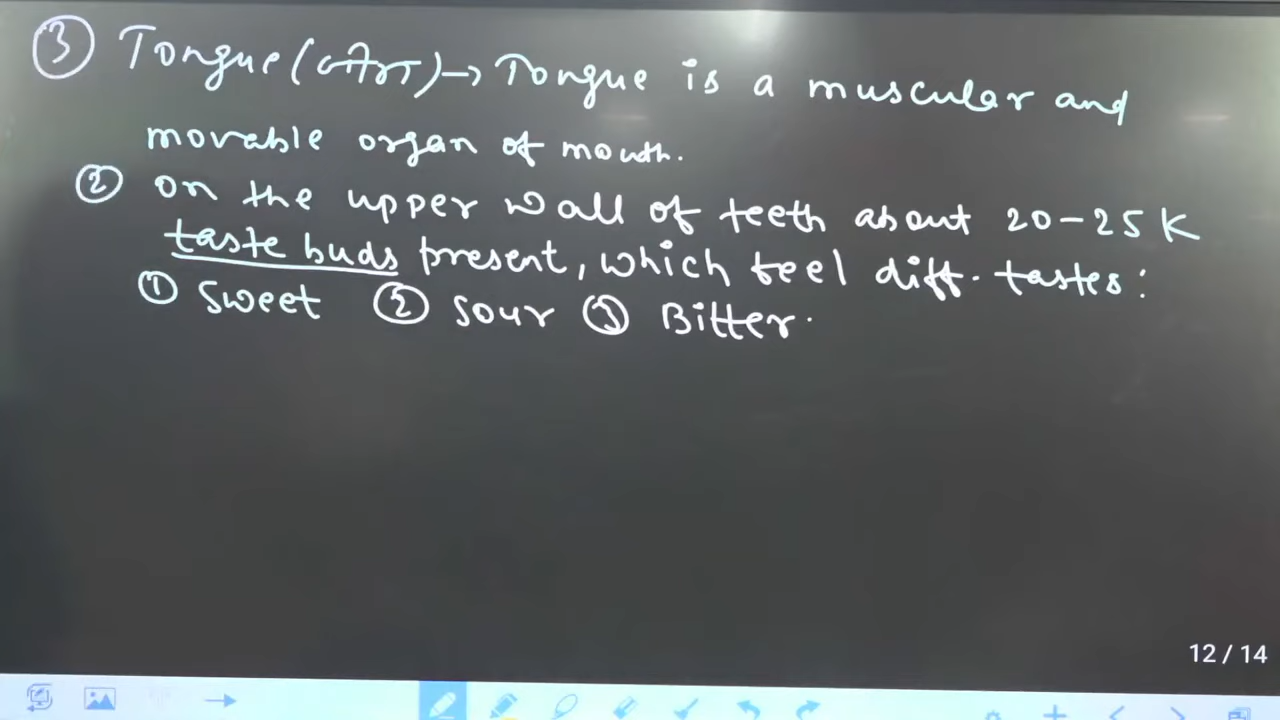 ③ Tongue (जीभ) → Tongue is a muscular and
movable organ of mouth.
② on the upper wall of teeth about 20-25 K
taste buds present, which feel diff. tastes:
① Sweet ② Sour ③ Bitter.
12 / 14